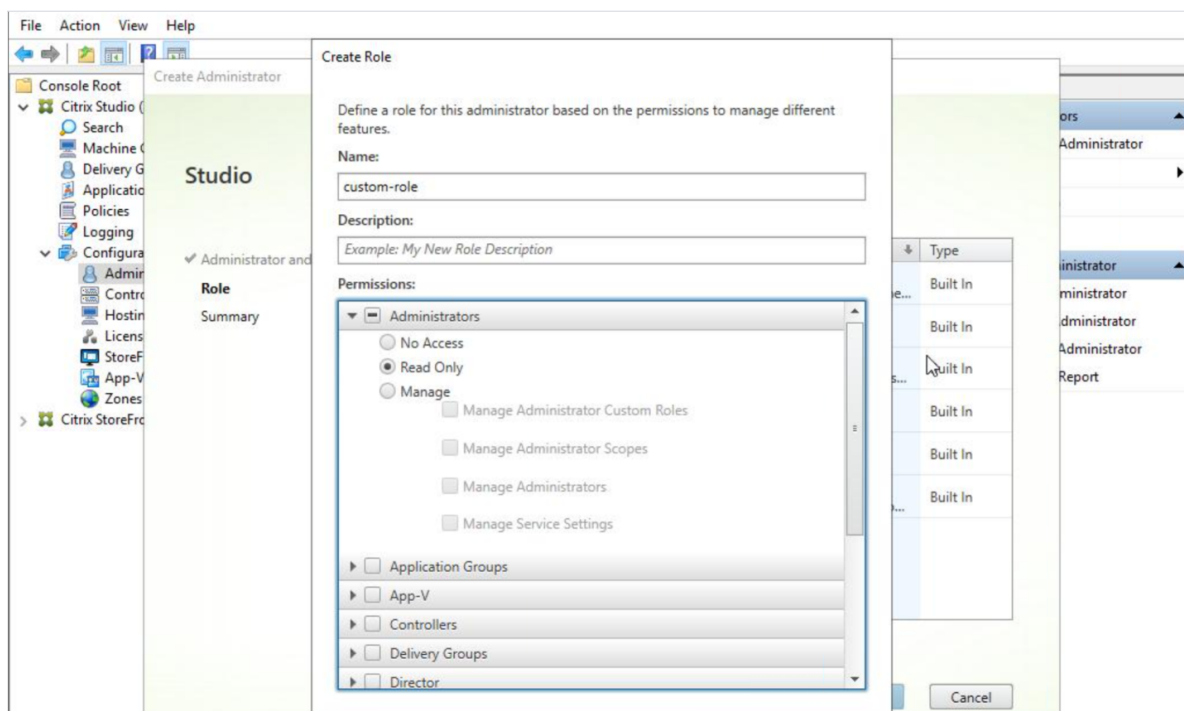 File Action View Help
Create Role
Console Root
Create Administrator
Citrix Studio (
Search
Machine
Delivery G
Applicatio
Policies
Logging
Configura
Admin
Contro
Hostin
Licens
StoreF
App-V
Zones
Citrix StoreFro
Studio
Administrator and
Role
Summary
Define a role for this administrator based on the permissions to manage different
features.
Name:
custom-role
Description:
Example: My New Role Description
Permissions:
Administrators
No Access
Read Only
Manage
Manage Administrator Custom Roles
Manage Administrator Scopes
Manage Administrators
Manage Service Settings
Application Groups
App-V
Controllers
Delivery Groups
Director
Type
Built In
Built In
Built In
Built In
Built In
Built In
Cancel
ors
Administrator
inistrator
ministrator
dministrator
Administrator
Report